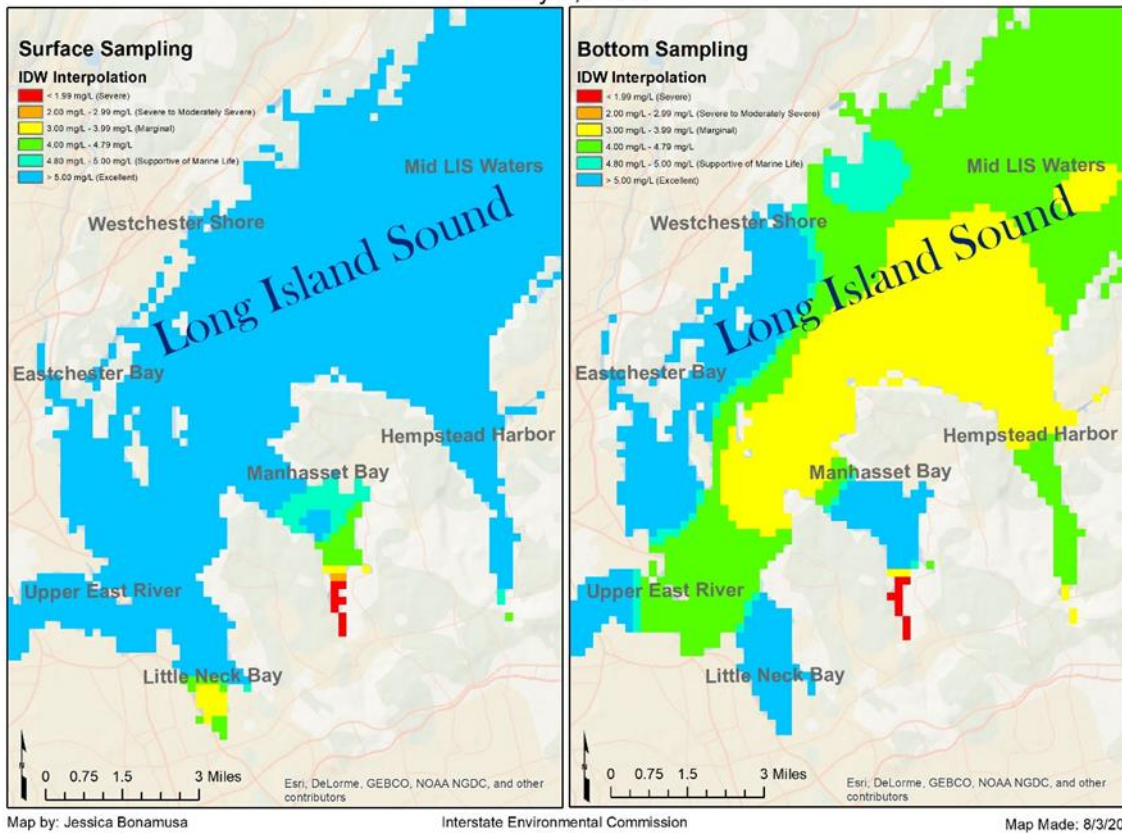 Surface Sampling
IDW Interpolation
< 1.99 mg/L (Severe)
2.00 mg/L - 2.99 mg/L (Severe to Moderately Severe)
3.00 mg/L - 3.99 mg/L (Marginal)
4.00 mg/L - 4.79 mg/L
4.80 mg/L - 5.00 mg/L (Supportive of Marine Life)
> 5.00 mg/L (Excellent)
Mid LIS Waters
Westchester Shore
Long Island Sound
Eastchester Bay
Hempstead Harbor
Manhasset Bay
Upper East River
Little Neck Bay
N
0 0.75 1.5 3 Miles
Esri, DeLorme, GEBCO, NOAA NGDC, and other
contributors
Bottom Sampling
IDW Interpolation
< 1.99 mg/L (Severe)
2.00 mg/L - 2.99 mg/L (Severe to Moderately Severe)
3.00 mg/L - 3.99 mg/L (Marginal)
4.00 mg/L - 4.79 mg/L
4.80 mg/L - 5.00 mg/L (Supportive of Marine Life)
> 5.00 mg/L (Excellent)
Mid LIS Waters
Westchester Shore
Long Island Sound
Eastchester Bay
Hempstead Harbor
Manhasset Bay
Upper East River
Little Neck Bay
N
0 0.75 1.5 3 Miles
Esri, DeLorme, GEBCO, NOAA NGDC, and other
contributors
Map by: Jessica Bonamusa Interstate Environmental Commission Map Made: 8/3/20